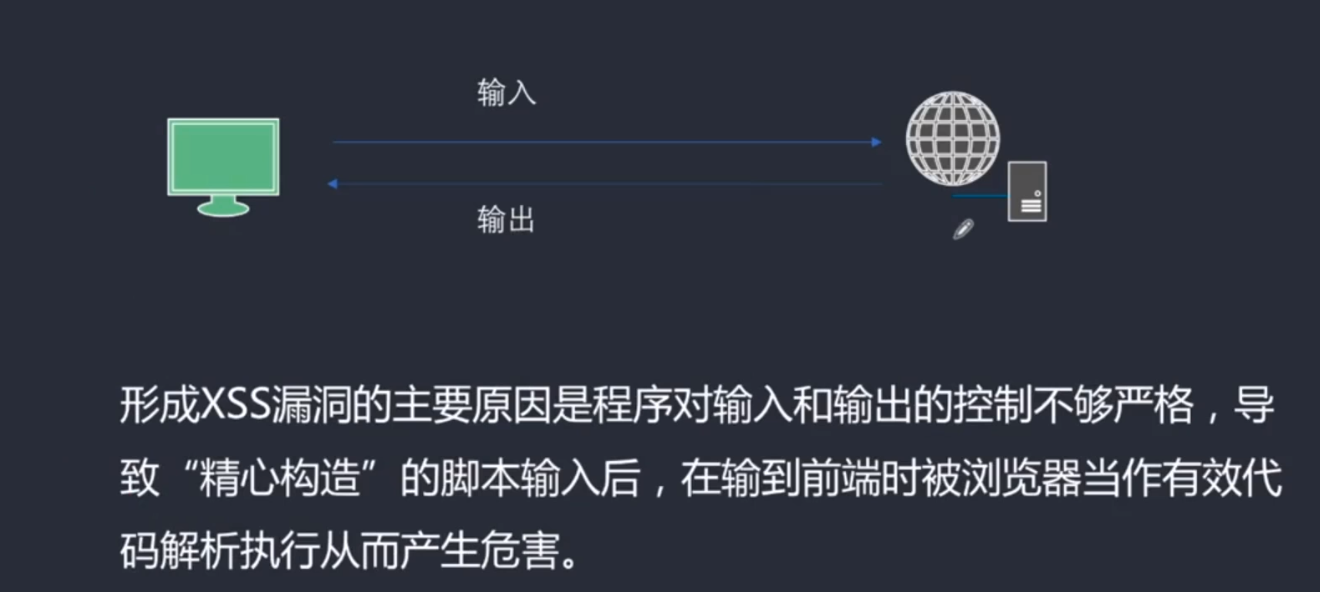 输入
输出
形成XSS漏洞的主要原因是程序对输入和输出的控制不够严格，导
致“精心构造”的脚本输入后，在输到前端时被浏览器当作有效代
码解析执行从而产生危害。